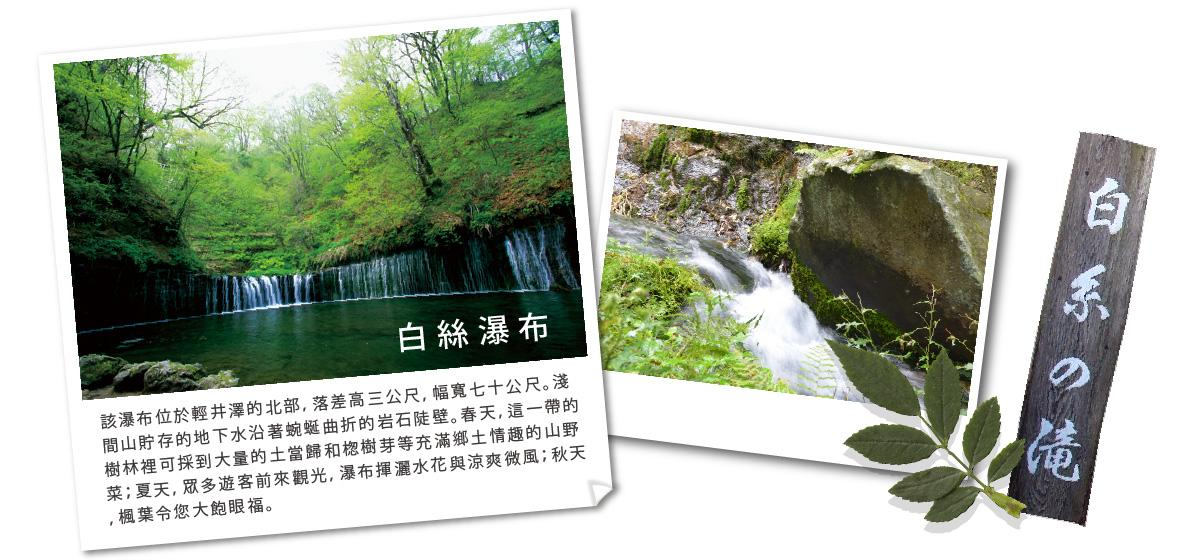 白絲瀑布
該瀑布位於輕井澤的北部,落差高三公尺,幅寬七十公尺。淺
間山貯存的地下水沿著蜿蜒曲折的岩石陡壁。春天,這一帶的
樹林裡可採到大量的土當歸和楤樹芽等充滿鄉土情趣的山野
菜;夏天,眾多遊客前來觀光,瀑布揮灑水花與涼爽微風;秋天
,楓葉令您大飽眼福。
白糸の滝